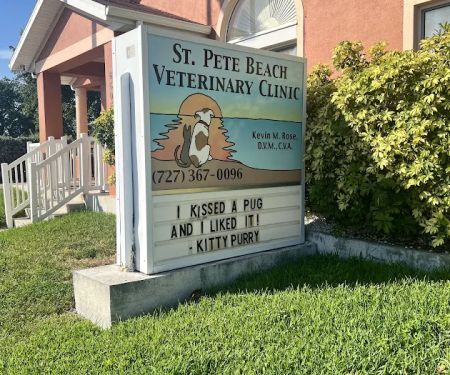 St. Pete Beach
Veterinary Clinic
Kevin M. Rose,
D.V.M., C.V.A.
(727) 367-0096
I KISSED A PUG
AND I LIKED IT!
- KITTY PURRY